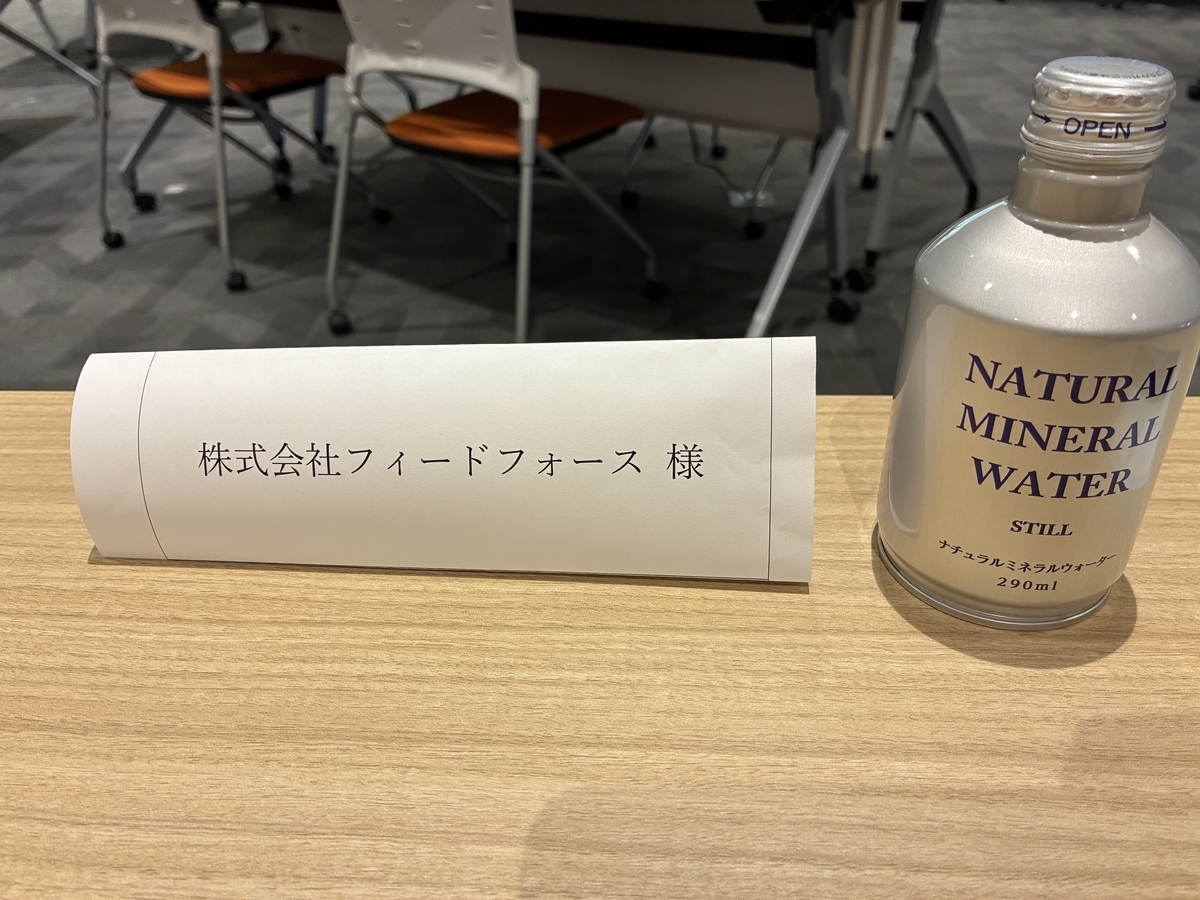 株式会社フィードフォース 様
OPEN
NATURAL
MINERAL
WATER
STILL
ナチュラルミネラルウォーター
290ml